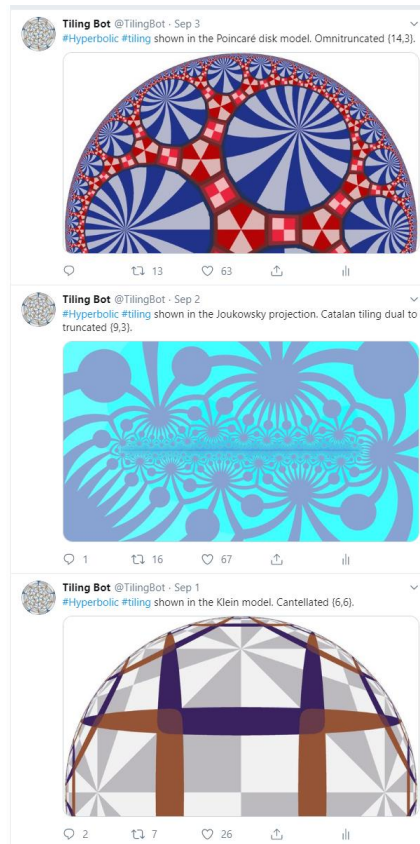 Tiling Bot @TilingBot · Sep 3
#Hyperbolic #tiling shown in the Poincaré disk model. Omnitruncated {14,3}.
13 63
Tiling Bot @TilingBot · Sep 2
#Hyperbolic #tiling shown in the Joukowsky projection. Catalan tiling dual to
truncated {9,3}.
1 16 67
Tiling Bot @TilingBot · Sep 1
#Hyperbolic #tiling shown in the Klein model. Cantellated {6,6}.
2 7 26